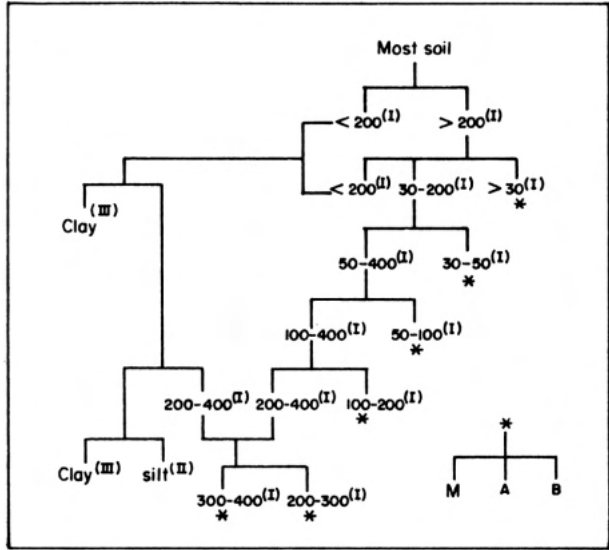 Most soil
< 200(I) > 200(I)
< 200(I) 30-200(I) > 30(I)
*
Clay(III)
50-400(I) 30-50(I)
*
100-400(I) 50-100(I)
*
200-400(I) 200-400(I) 100-200(I)
*
*
Clay(III) silt(II)
M A B
300-400(I) 200-300(I)
* *